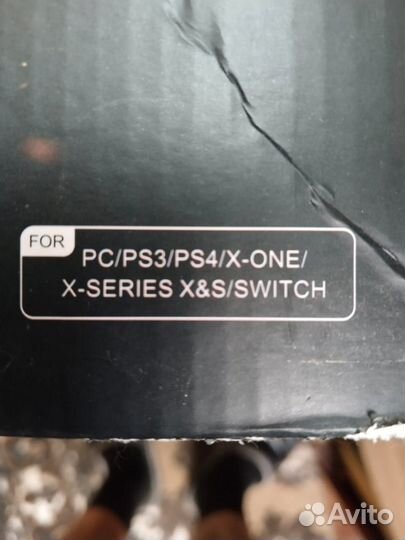 FOR
PC/PS3/PS4/X-ONE/
X-SERIES X&S/SWITCH
Avito